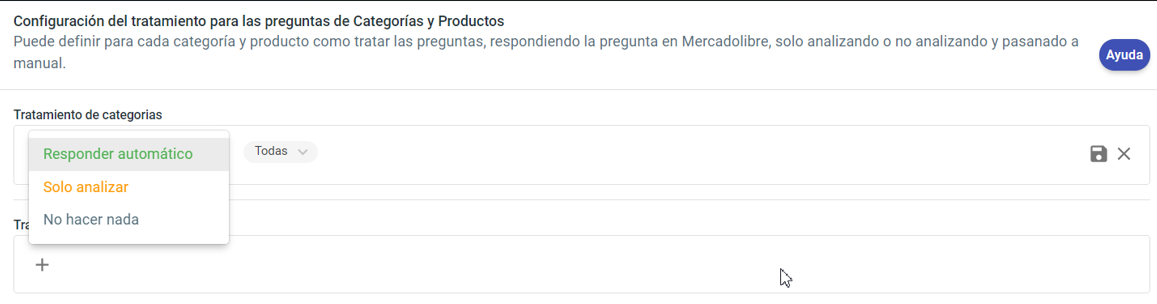 Configuración del tratamiento para las preguntas de Categorías y Productos
Puede definir para cada categoría y producto como tratar las preguntas, respondiendo la pregunta en Mercadolibre, solo analizando o no analizando y pasanado a
manual.
Ayuda
Tratamiento de categorias
Responder automático
Todas
Solo analizar
No hacer nada